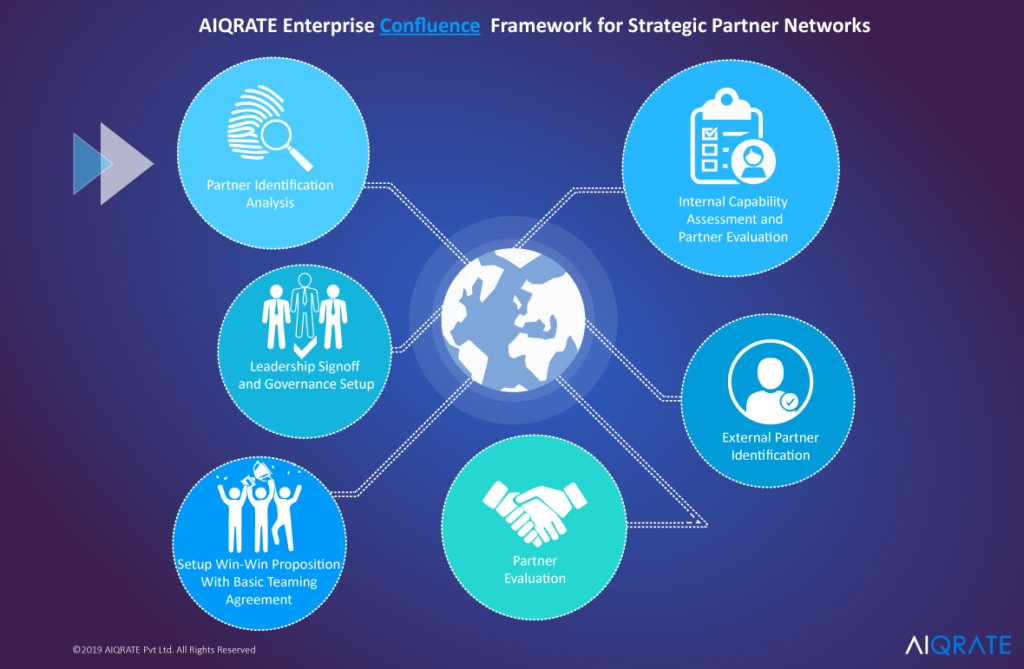 AIQRATE Enterprise Confluence Framework for Strategic Partner Networks
Partner Identification
Analysis
Internal Capability
Assessment and
Partner Evaluation
Leadership Signoff
and Governance Setup
External Partner
Identification
Setup Win-Win Proposition
With Basic Teaming
Agreement
Partner
Evaluation
©2019 AIQRATE Pvt Ltd. All Rights Reserved
AIQRATE